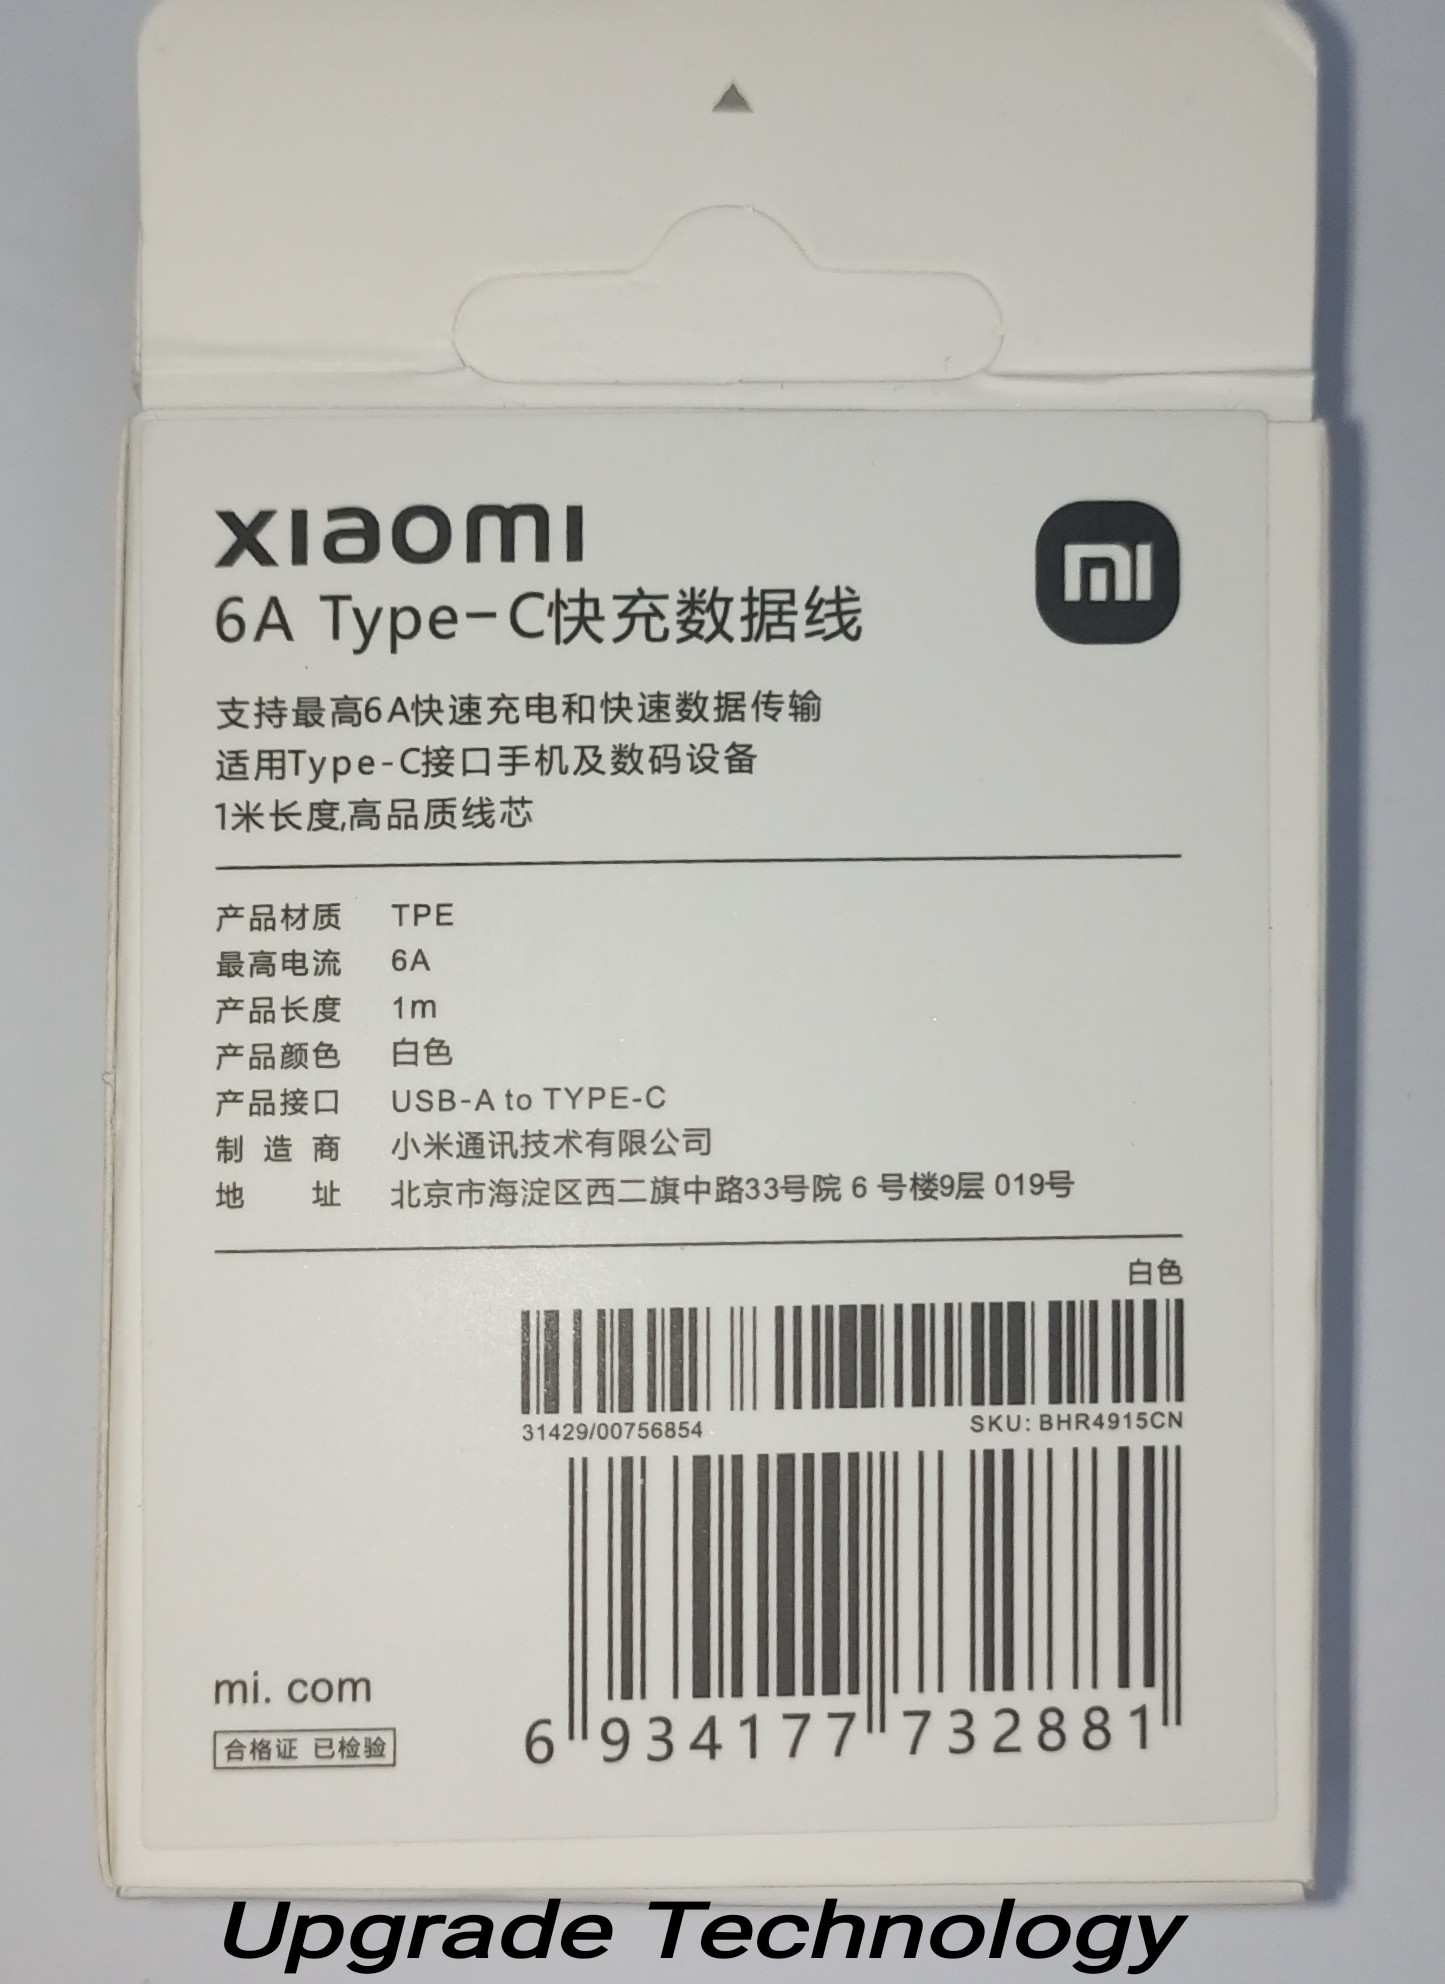 xiaomi
mi
6A Type-C快充数据线
支持最高6A快速充电和快速数据传输
适用Type-C接口手机及数码设备
1米长度,高品质线芯
产品材质 TPE
最高电流 6A
产品长度 1m
产品颜色 白色
产品接口 USB-A to TYPE-C
制造商 小米通讯技术有限公司
地址 北京市海淀区西二旗中路33号院 6 号楼9层 019号
白色
31429/00756854 SKU: BHR4915CN
mi. com
合格证 已检验
6 934177 732881
Upgrade Technology